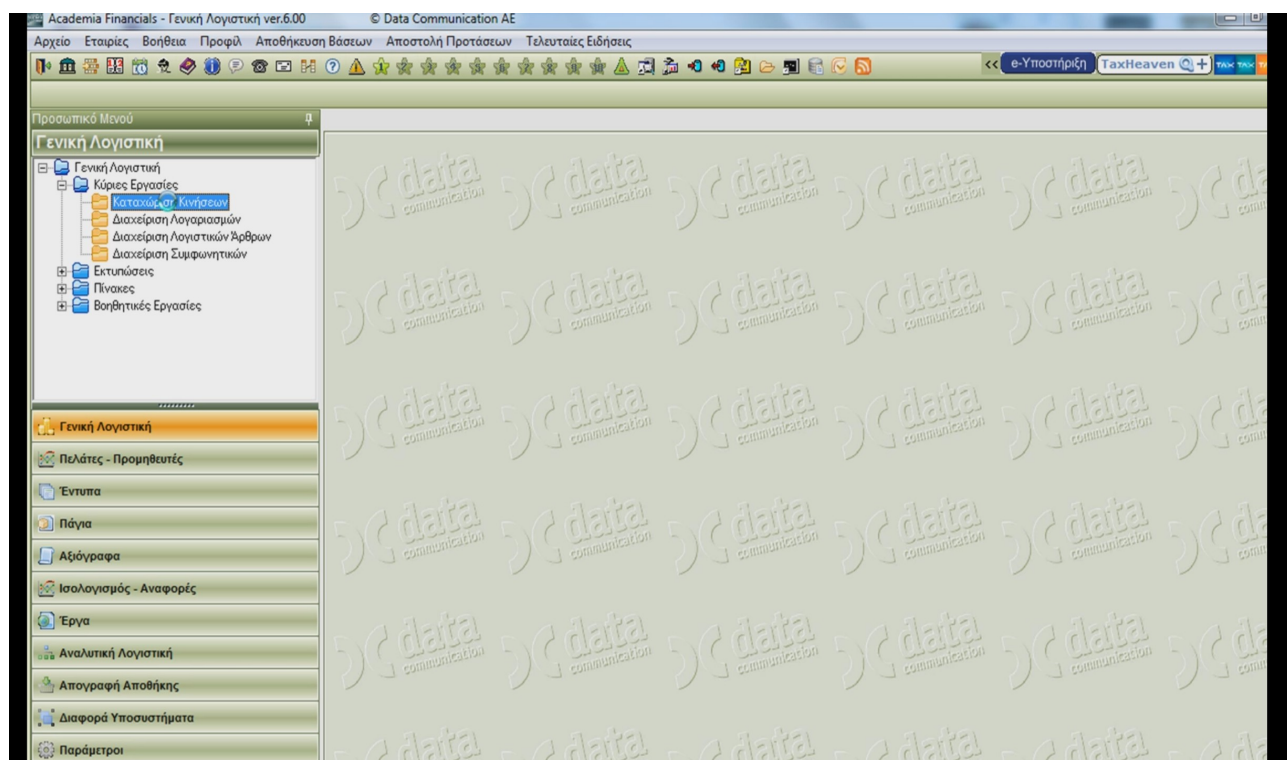 Academia Financials - Γενική Λογιστική ver.6.00 © Data Communication AE
Αρχείο Εταιρίες Βοήθεια Προφίλ Αποθήκευση Βάσεων Αποστολή Προτάσεων Τελευταίες Ειδήσεις
<< e-Υποστήριξη TaxHeaven
Προσωπικό Μενού
Γενική Λογιστική
Γενική Λογιστική
Κύριες Εργασίες
Καταχώριση Κινήσεων
Διαχείριση Λογαριασμών
Διαχείριση Λογιστικών Άρθρων
Διαχείριση Συμφωνητικών
Εκτυπώσεις
Πίνακες
Βοηθητικές Εργασίες
Γενική Λογιστική
Πελάτες - Προμηθευτές
Έντυπα
Πάγια
Αξιόγραφα
Ισολογισμός - Αναφορές
Έργα
Αναλυτική Λογιστική
Απογραφή Αποθήκης
Διαφορά Υποσυστήματα
Παράμετροι
data communication